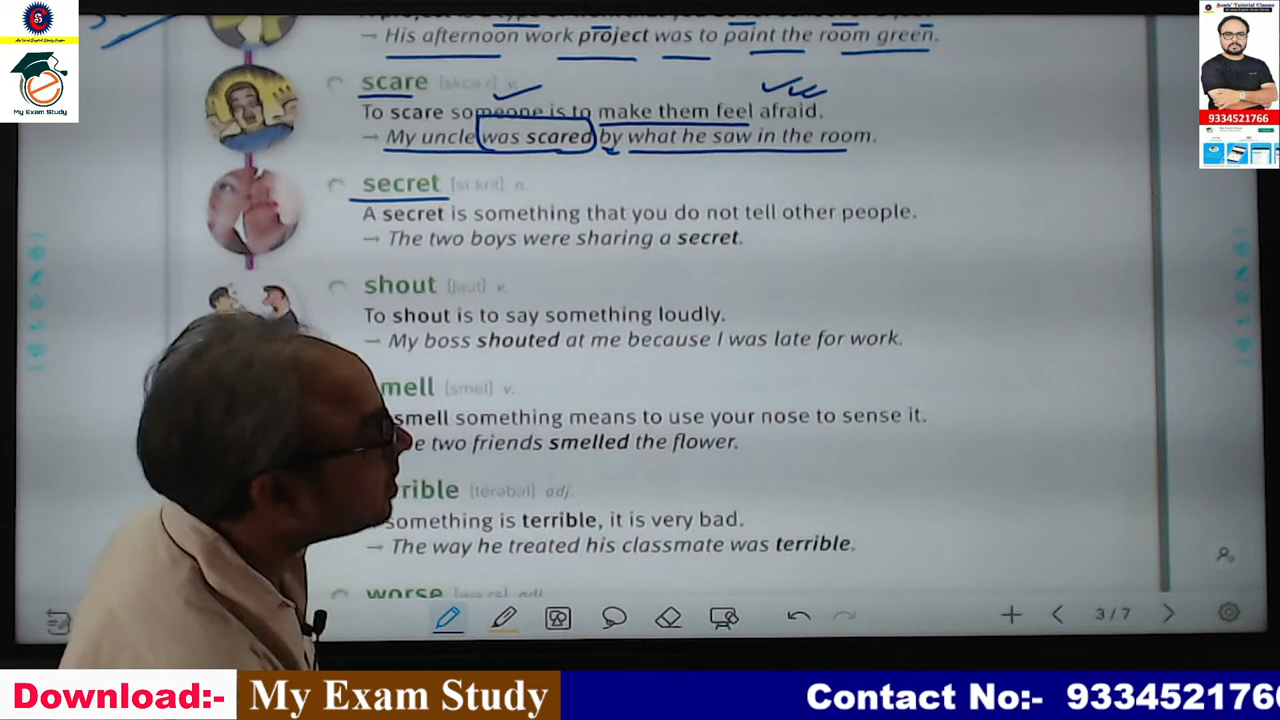 → His afternoon work project was to paint the room green.
scare v.
To scare someone is to make them feel afraid.
→ My uncle was scared by what he saw in the room.
secret n.
A secret is something that you do not tell other people.
→ The two boys were sharing a secret.
shout v.
To shout is to say something loudly.
→ My boss shouted at me because I was late for work.
mell [smel] v.
smell something means to use your nose to sense it.
e two friends smelled the flower.
rrible [terəbəl] adj.
something is terrible, it is very bad.
→ The way he treated his classmate was terrible.
worse
3/7
My Exam Study
9334521766
Download:- My Exam Study
Contact No:- 9334521766